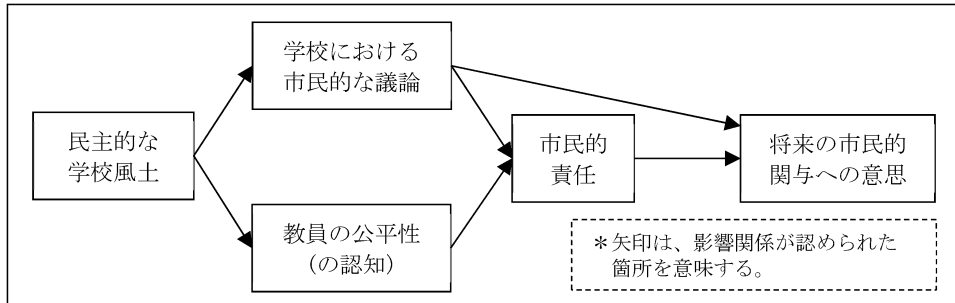 学校における
市民的な議論
民主的な
学校風土
市民的
責任
将来の市民的
関与への意思
教員の公平性
（の認知）
＊矢印は、影響関係が認められた
箇所を意味する。